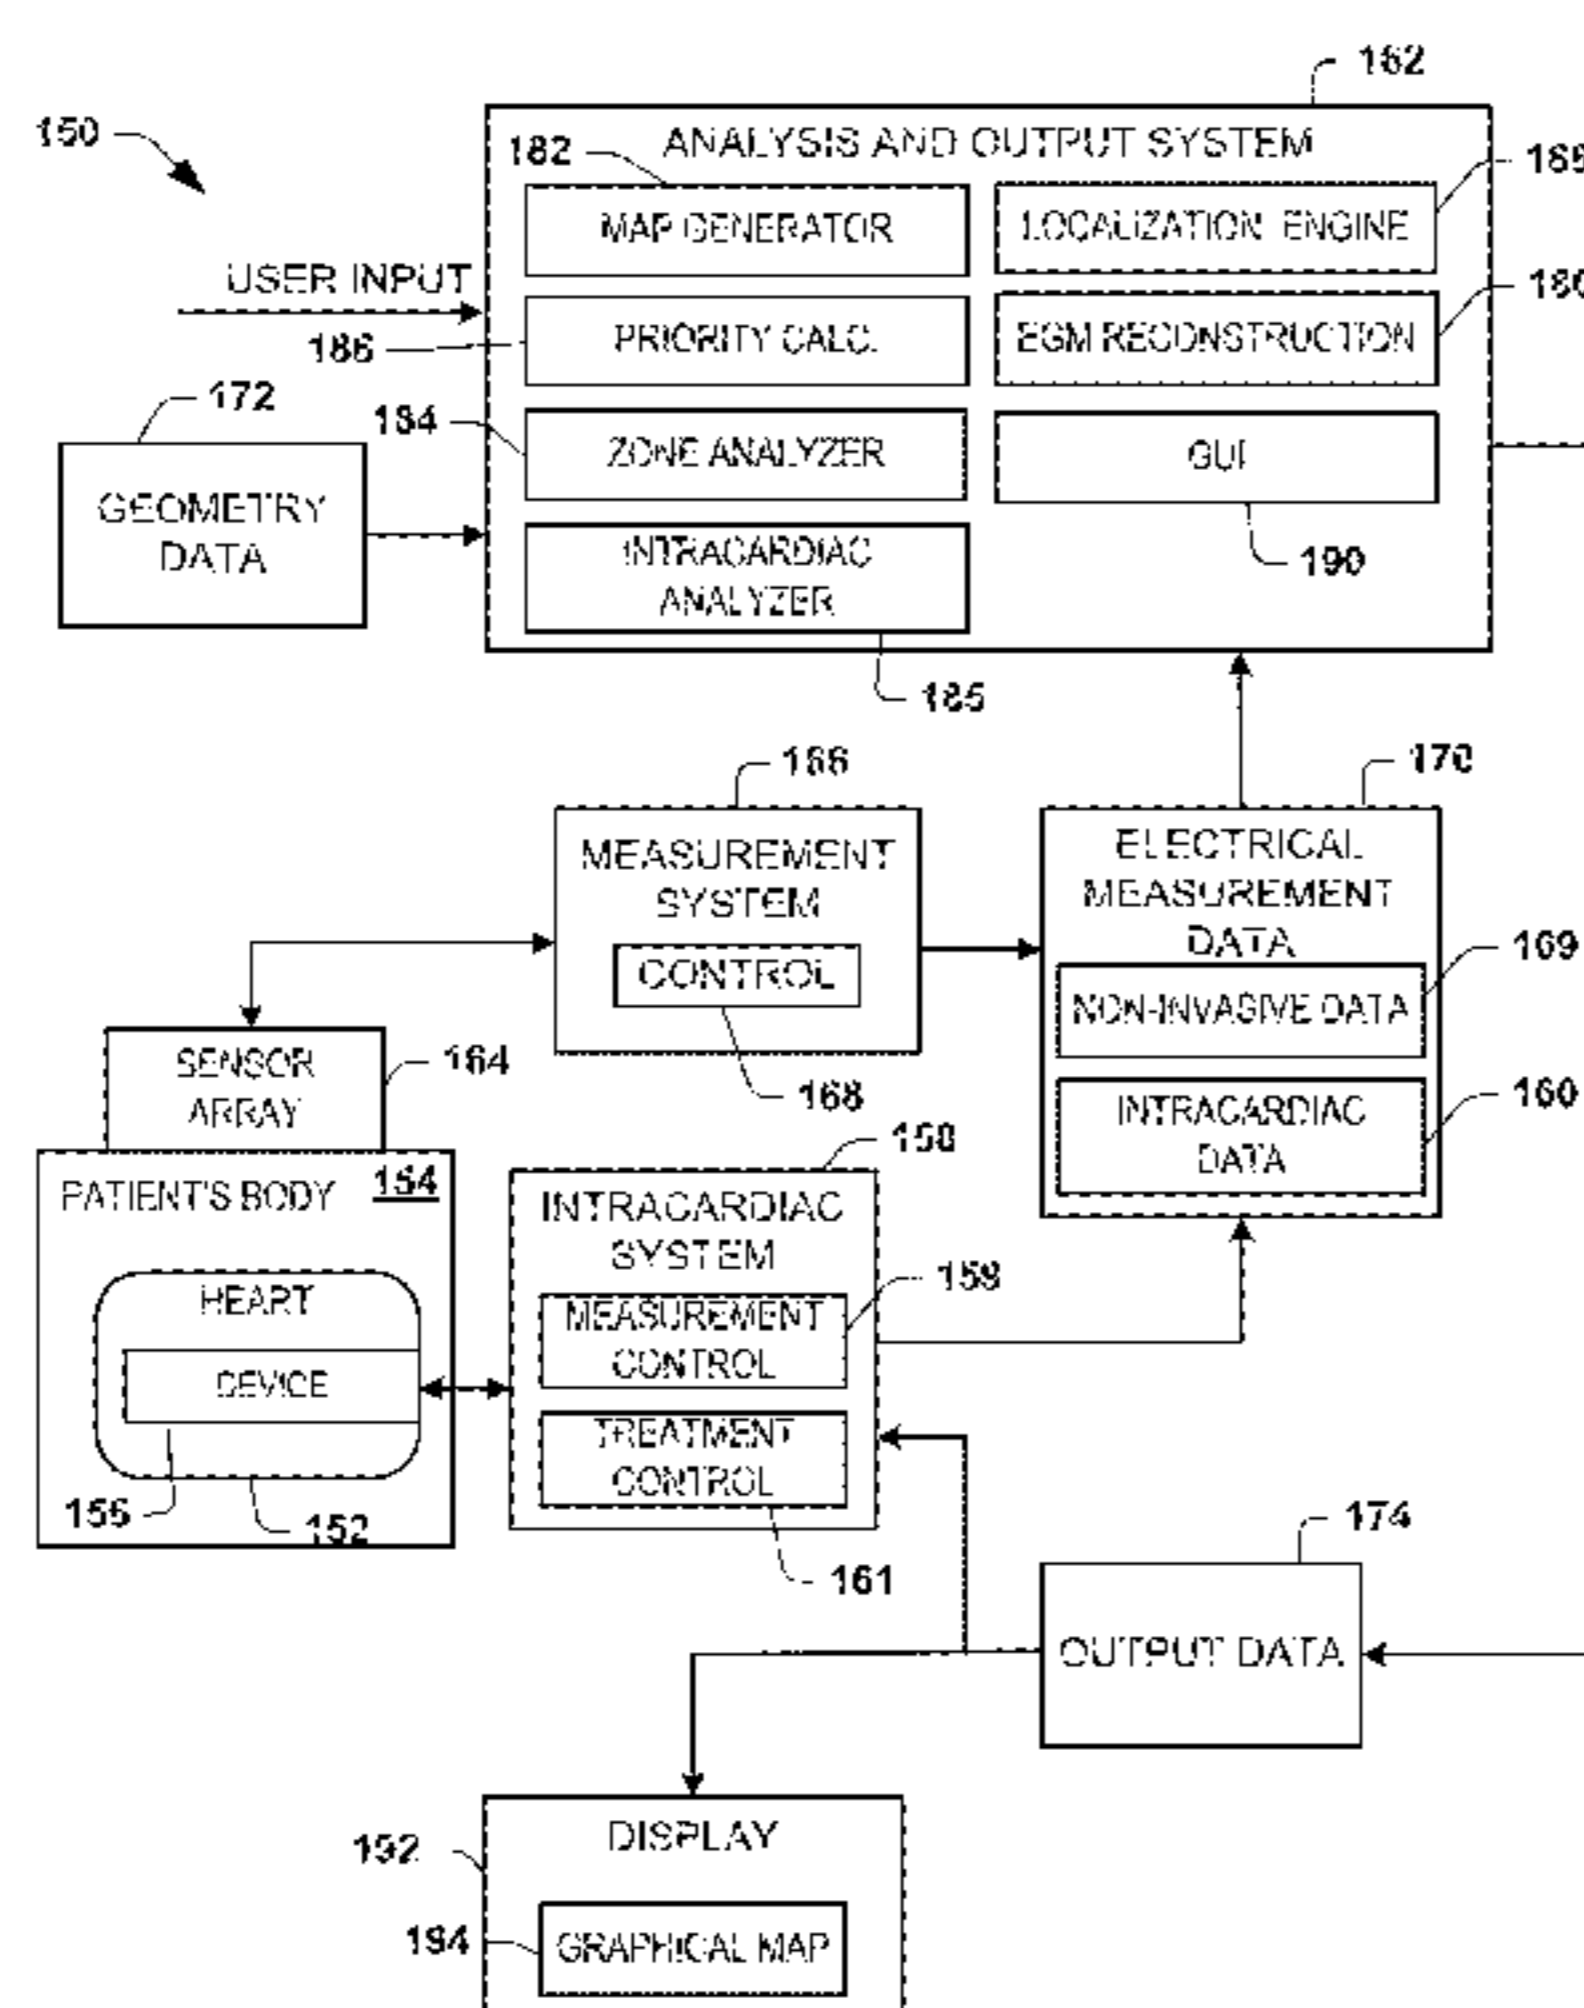 162
150
ANALYSIS AND OUTPUT SYSTEM
182
MAP GENERATOR
LOCALIZATION ENGINE
USER INPUT
186
PRIORITY CALC.
EGM RECONSTRUCTION
172
184
ZONE ANALYZER
GUI
GEOMETRY
DATA
INTRACARDIAC
ANALYZER
190
185
166
170
MEASUREMENT
SYSTEM
CONTROL
ELECTRICAL
MEASUREMENT
DATA
169
NON-INVASIVE DATA
SENSOR
ARRAY
164
168
160
INTRACARDIAC
DATA
PATIENT'S BODY
154
INTRACARDIAC
SYSTEM
HEART
MEASUREMENT
CONTROL
DEVICE
TREATMENT
CONTROL
152
161
174
OUTPUT DATA
DISPLAY
192
194
GRAPHICAL MAP